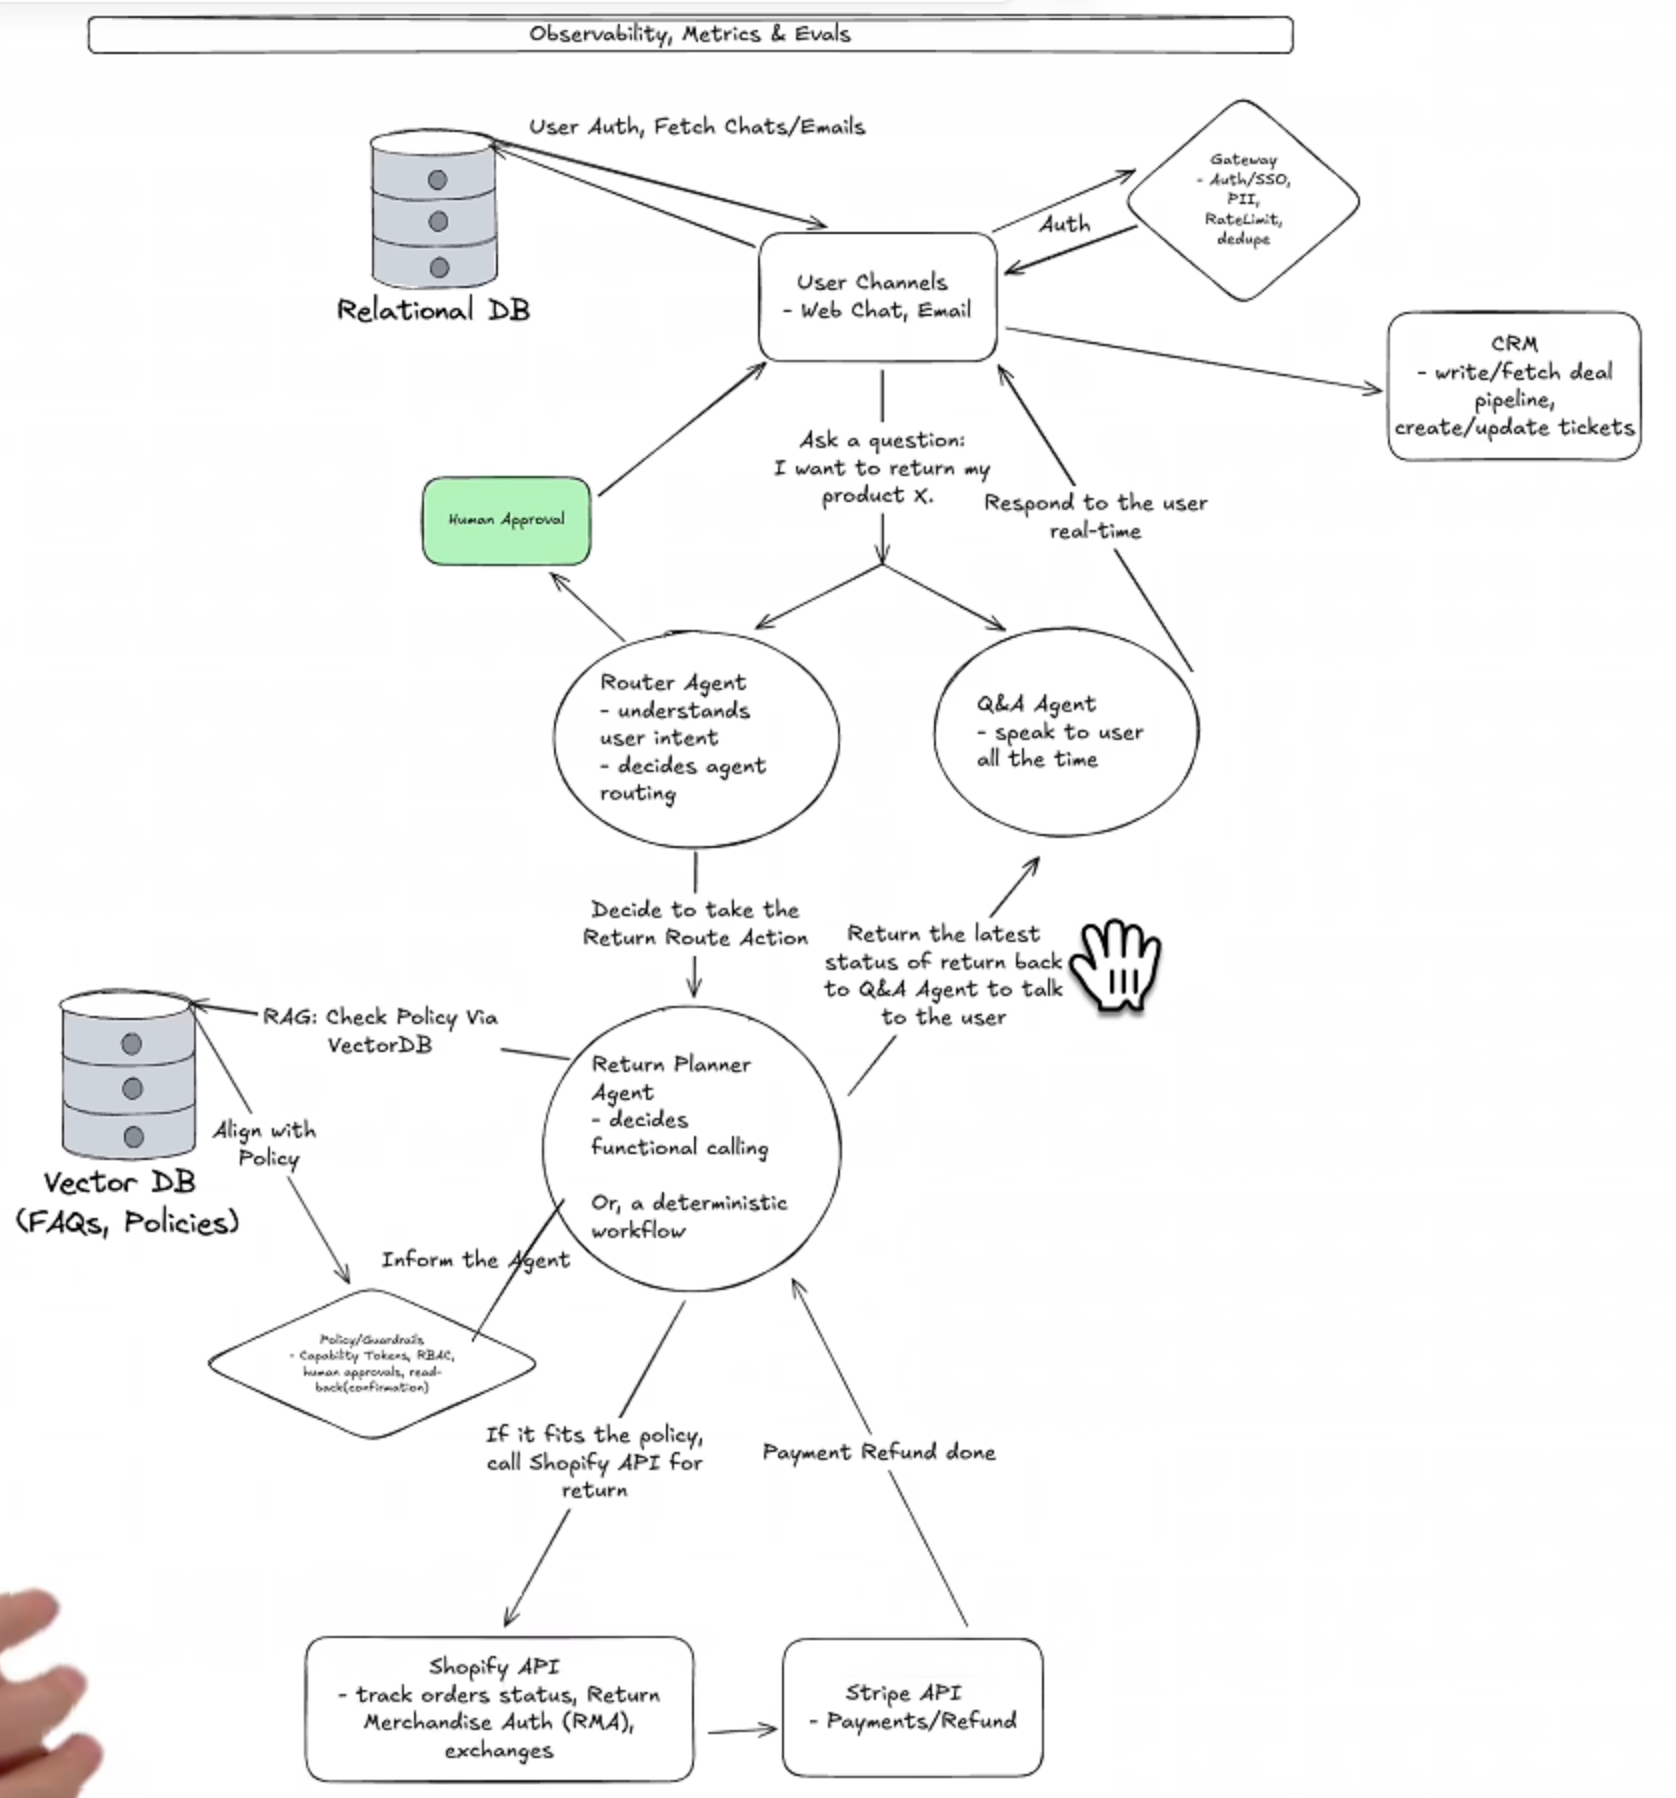 Observability, Metrics & Evals
User Auth, Fetch Chats/Emails
Gateway
- Auth/SSO,
PII,
RateLimit,
dedupe
Auth
Relational DB
User Channels
- Web Chat, Email
CRM
- write/fetch deal
pipeline,
create/update tickets
Ask a question:
I want to return my
product X.
Respond to the user
real-time
Human Approval
Router Agent
- understands
user intent
- decides agent
routing
Q&A Agent
- speak to user
all the time
Decide to take the
Return Route Action
Return the latest
status of return back
to Q&A Agent to talk
to the user
RAG: Check Policy Via
VectorDB
Return Planner
Agent
- decides
functional calling
Or, a deterministic
workflow
Align with
Policy
Vector DB
(FAQs, Policies)
Inform the Agent
Policy/Guardrails
- Capability Tokens, RBAC,
human approvals, read-
back(confirmation)
If it fits the policy,
call Shopify API for
return
Payment Refund done
Shopify API
- track orders status, Return
Merchandise Auth (RMA),
exchanges
Stripe API
- Payments/Refund